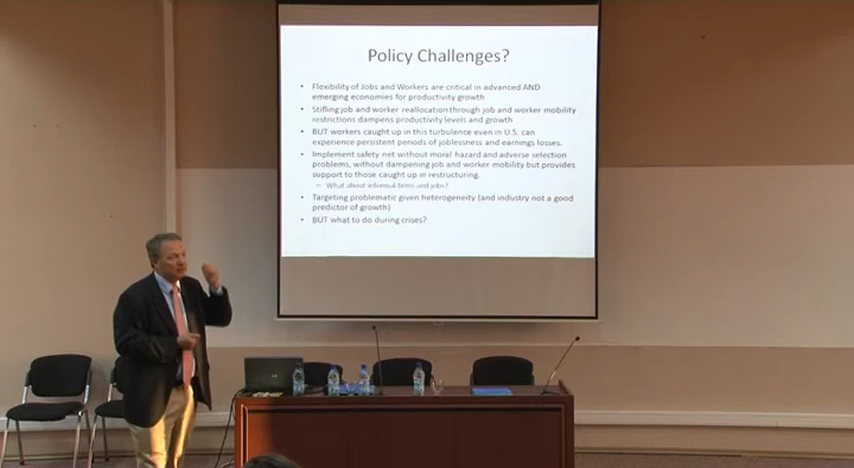 Policy Challenges?
• Flexibility of Jobs and Workers are critical in advanced AND
emerging economies for productivity growth
• Stifling job and worker reallocation through job and worker mobility
restrictions dampens productivity levels and growth
• BUT workers caught up in this turbulence even in U.S. can
experience persistent periods of joblessness and earnings losses.
• Implement safety net without moral hazard and adverse selection
problems, without dampening job and worker mobility but provides
support to those caught up in restructuring.
– What about informal firms and jobs?
• Targeting problematic given heterogeneity (and industry not a good
predictor of growth)
• BUT what to do during crises?